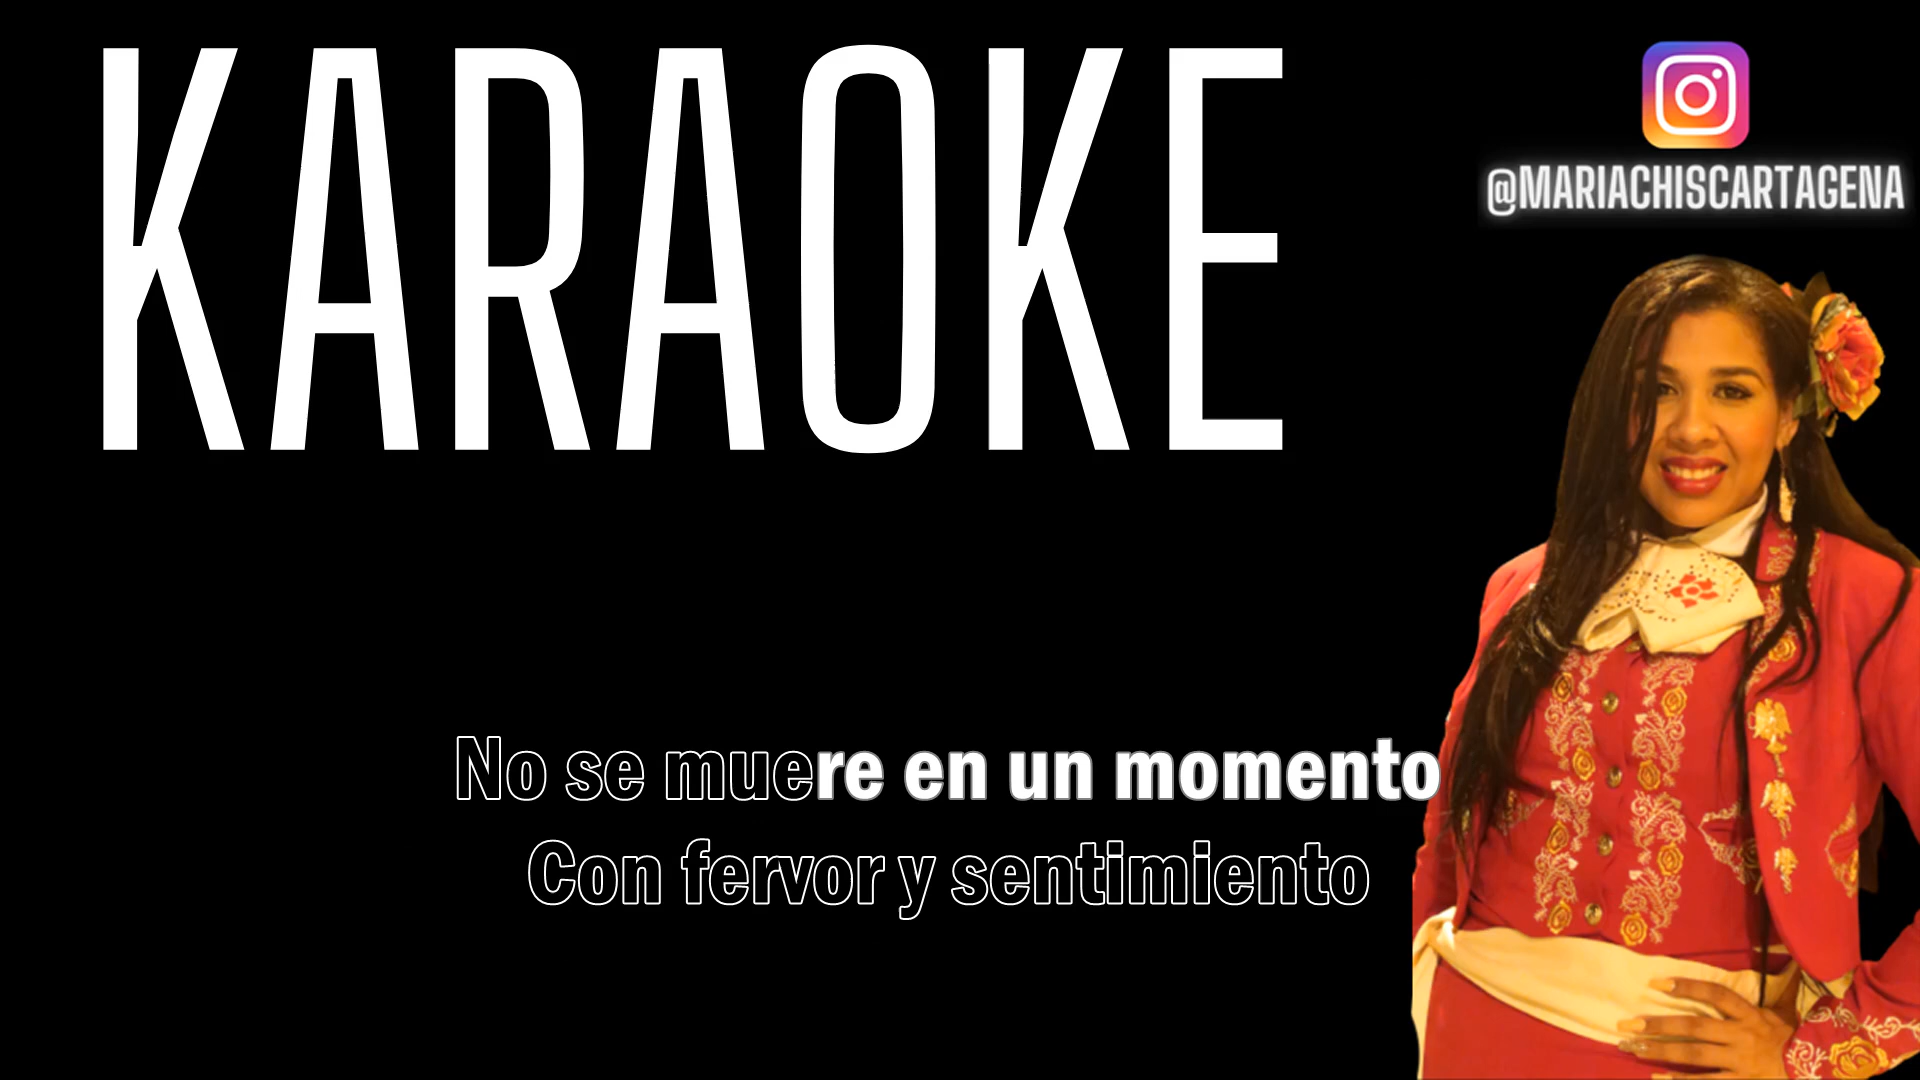 KARAOKE
@MARIACHISCARTAGENA
No se muere en un momento
Con fervor y sentimiento